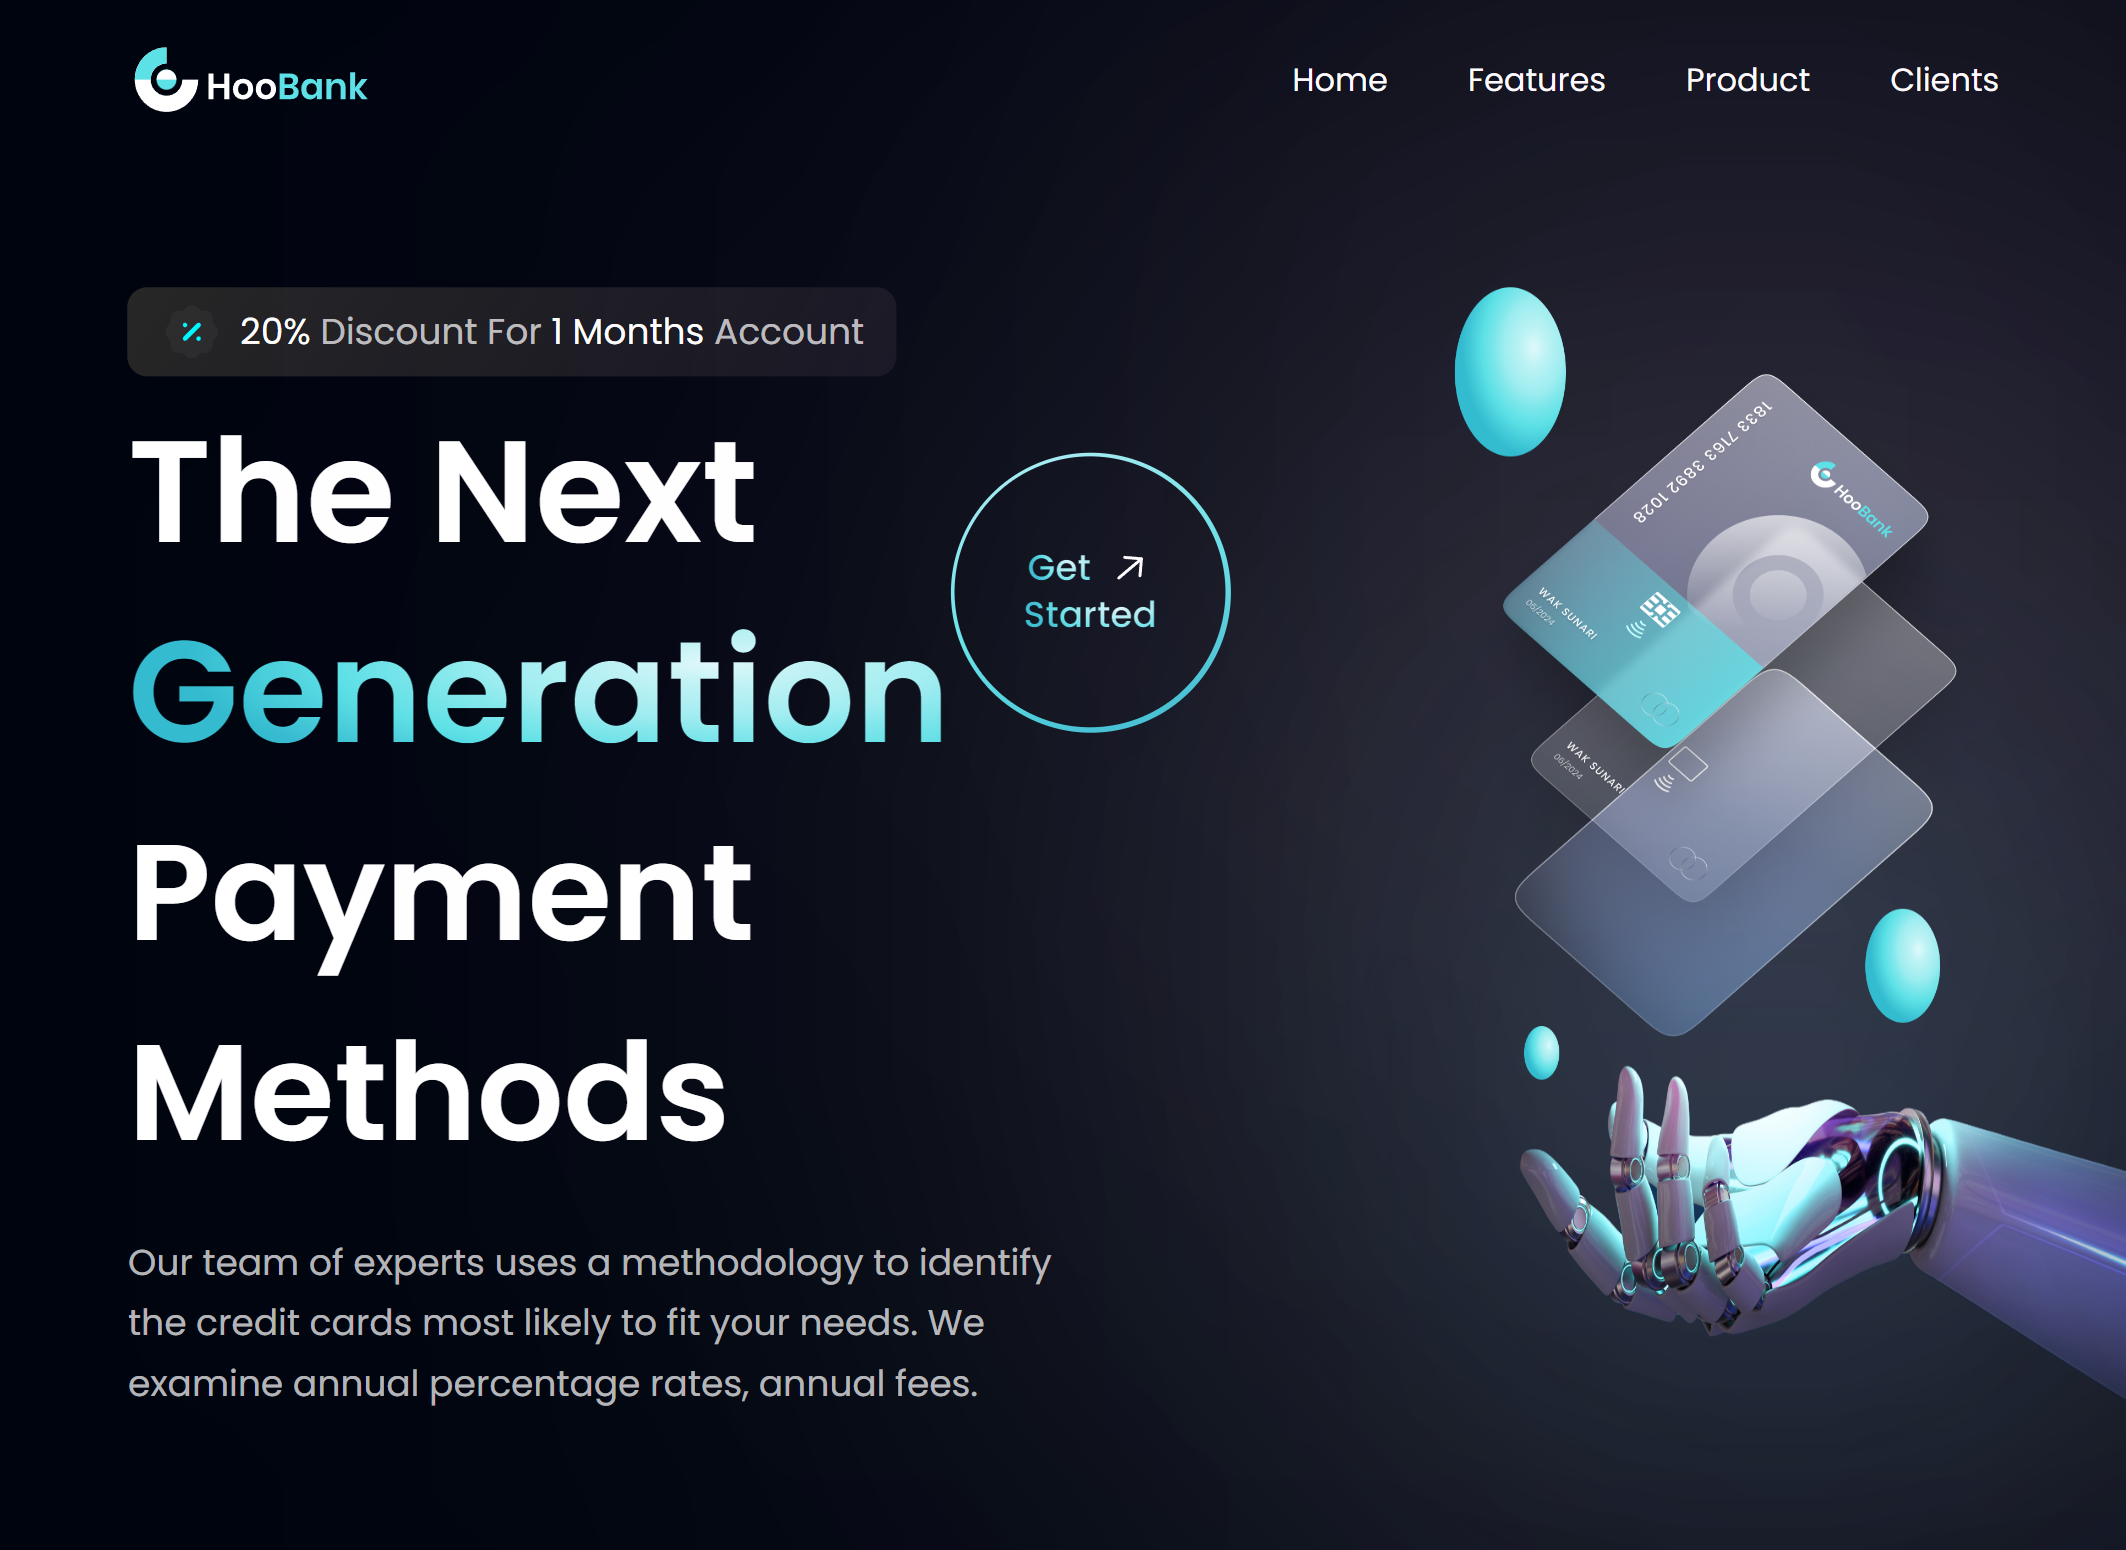 HooBank
Home Features Product Clients
20% Discount For 1 Months Account
The Next
Generation
Payment
Methods
Get
Started
Our team of experts uses a methodology to identify
the credit cards most likely to fit your needs. We
examine annual percentage rates, annual fees.
1833 7163 3892 1028
HooBank
WAK SUNARI
05/2024
WAK SUNARI
06/2024